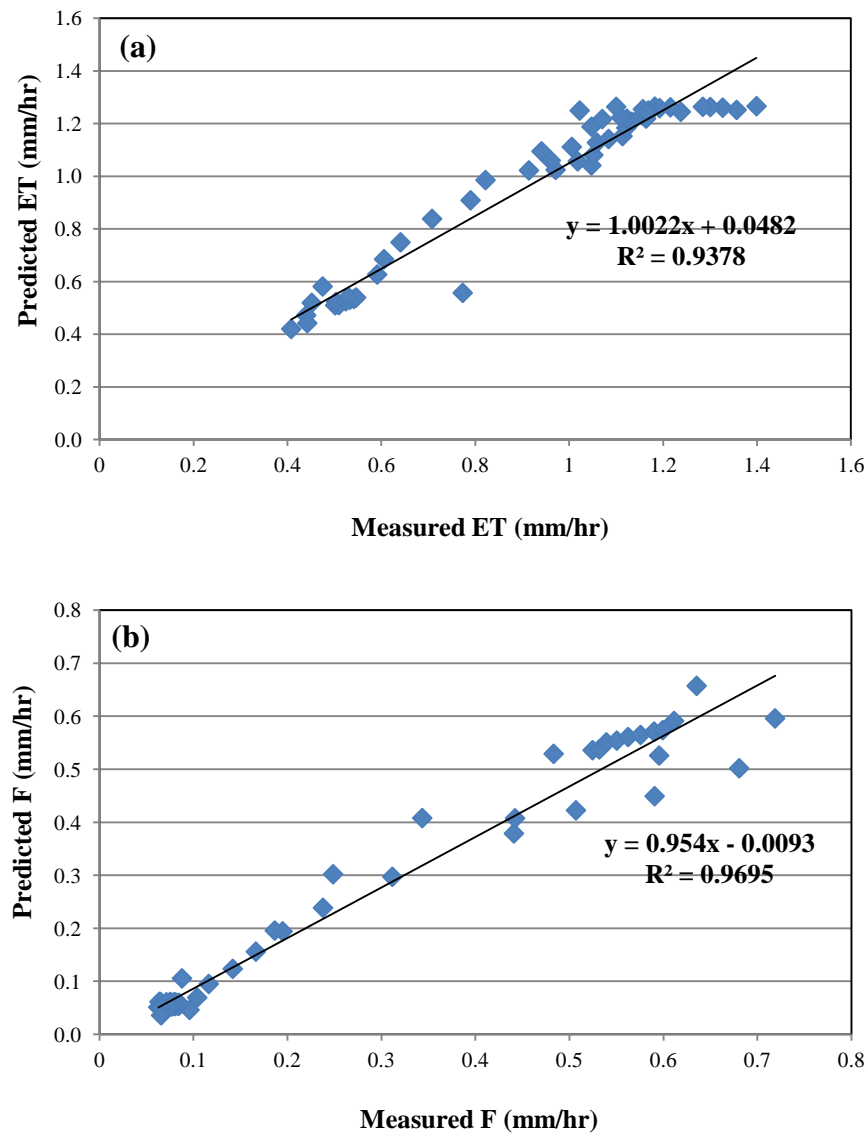 (a)
1.6
1.4
1.2
1.0
0.8
0.6
0.4
0.2
0.0
Predicted ET (mm/hr)
y = 1.0022x + 0.0482
R² = 0.9378
0 0.2 0.4 0.6 0.8 1 1.2 1.4 1.6
Measured ET (mm/hr)
(b)
0.8
0.7
0.6
0.5
0.4
0.3
0.2
0.1
0.0
Predicted F (mm/hr)
y = 0.954x - 0.0093
R² = 0.9695
0 0.1 0.2 0.3 0.4 0.5 0.6 0.7 0.8
Measured F (mm/hr)